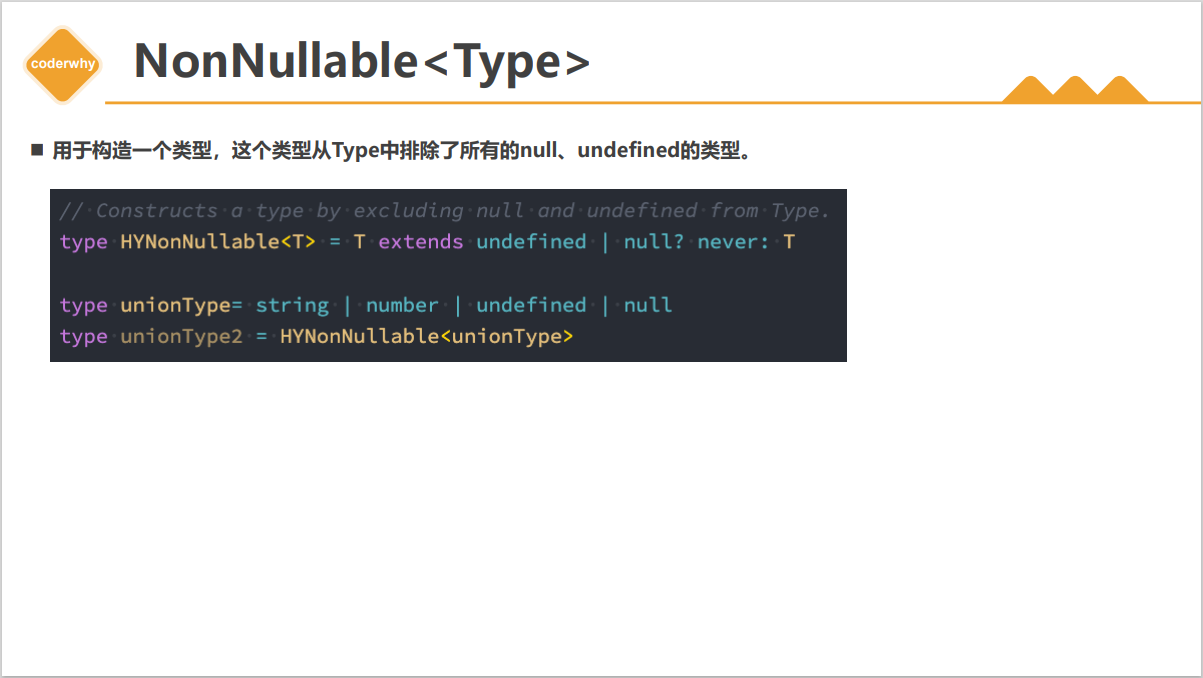 coderwhy
NonNullable<Type>
■ 用于构造一个类型，这个类型从Type中排除了所有的null、undefined的类型。
// Constructs a type by excluding null and undefined from Type.
type HYNonNullable<T> = T extends undefined | null? never: T
type unionType= string | number | undefined | null
type unionType2 = HYNonNullable<unionType>